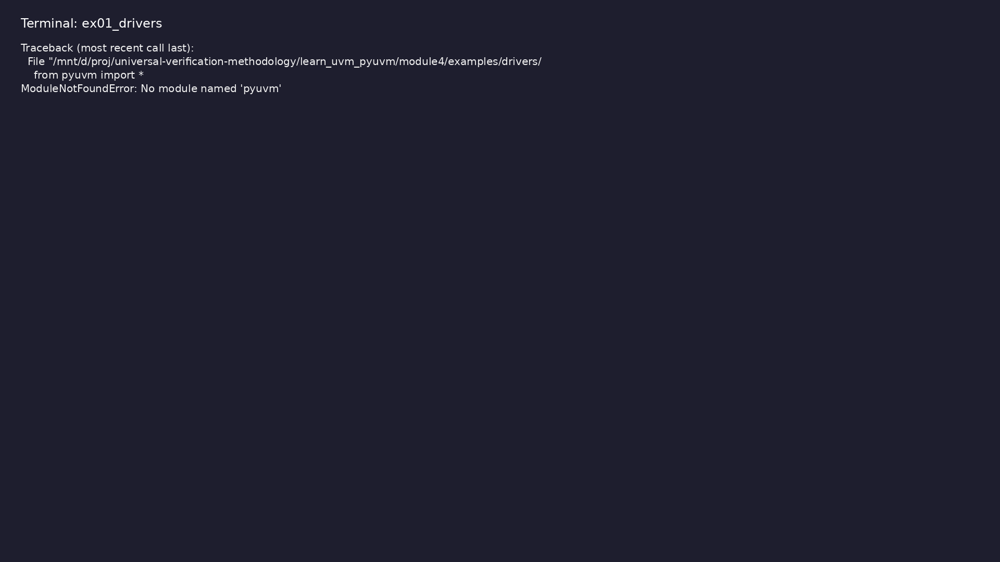 Terminal: ex01_drivers
Traceback (most recent call last):
File "/mnt/d/proj/universal-verification-methodology/learn_uvm_pyuvm/module4/examples/drivers/
from pyuvm import *
ModuleNotFoundError: No module named 'pyuvm'